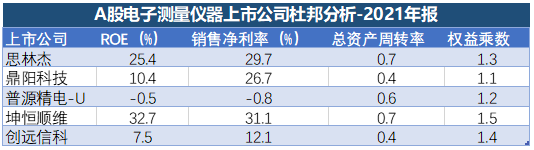 A股电子测量仪器上市公司杜邦分析-2021年报
上市公司 ROE（%） 销售净利率（%） 总资产周转率 权益乘数
思林杰 25.4 29.7 0.7 1.3
鼎阳科技 10.4 26.7 0.4 1.1
普源精电-U -0.5 -0.8 0.6 1.2
坤恒顺维 32.7 31.1 0.7 1.5
创远信科 7.5 12.1 0.4 1.4